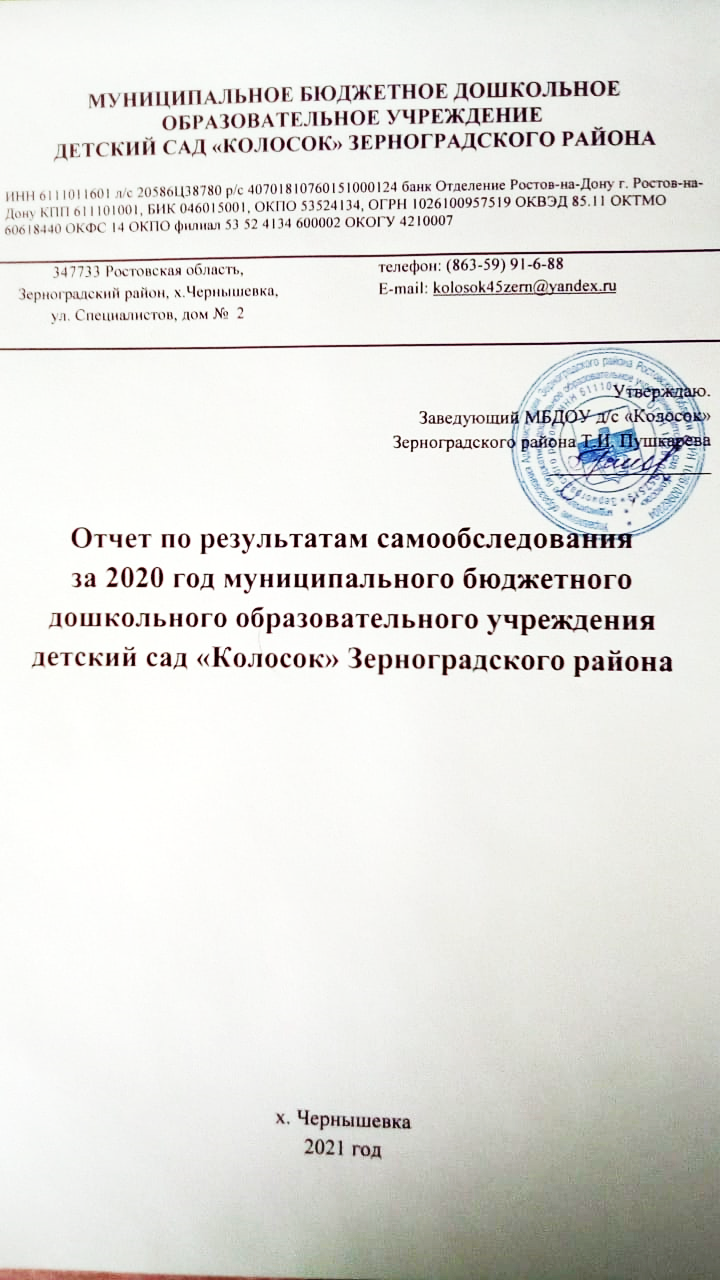 МУНИЦИПАЛЬНОЕ БЮДЖЕТНОЕ ДОШКОЛЬНОЕ
ОБРАЗОВАТЕЛЬНОЕ УЧРЕЖДЕНИЕ
ДЕТСКИЙ САД «КОЛОСОК» ЗЕРНОГРАДСКОГО РАЙОНА
ИНН 6111011601 л/с 20586Ц38780 р/с 40701810760151000124 банк Отделение Ростов-на-Дону г. Ростов-на-
Дону КПП 611101001, БИК 046015001, ОКПО 53524134, ОГРН 1026100957519 ОКВЭД 85.11 ОКТМО
60618440 ОКФС 14 ОКПО филиал 53 52 4134 600002 ОКОГУ 4210007
347733 Ростовская область,
Зерноградский район, х.Чернышевка,
ул. Специалистов, дом № 2
телефон: (863-59) 91-6-88
E-mail: kolosok45zern@yandex.ru
Утверждаю.
Заведующий МБДОУ д/с «Колосок»
Зерноградского района Т.И. Пушкарева
Отчет по результатам самообследования
за 2020 год муниципального бюджетного
дошкольного образовательного учреждения
детский сад «Колосок» Зерноградского района
х. Чернышевка
2021 год